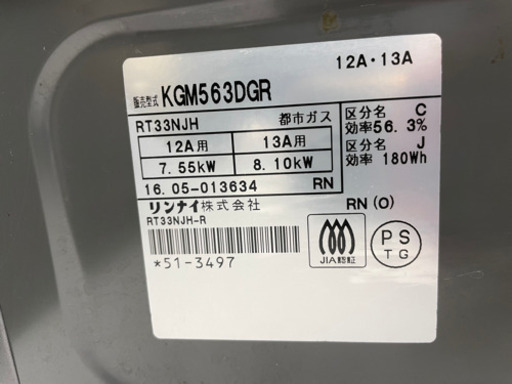 12A・13A
販売型式 KGM563DGR
RT33NJH 都市ガス
12A用 13A用
7.55kW 8.10kW
16.05-013634 RN
区分名 C
効率56.3%
区分名 J
効率 180Wh
リンナイ株式会社 RN(O)
RT33NJH-R
*51-3497
JIA認証
PS
TG